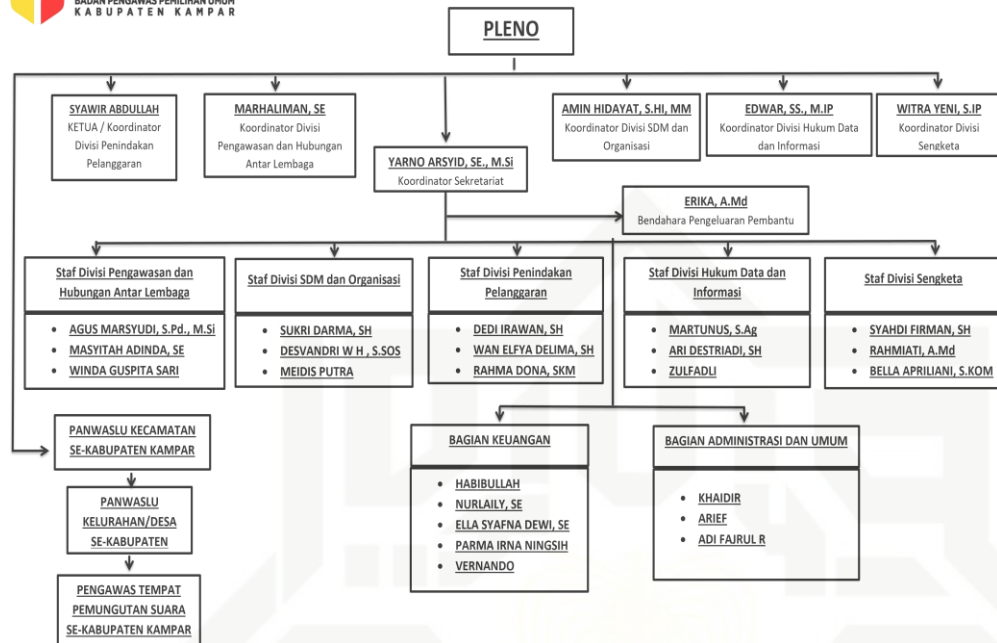 BADAN PENGAWAS PEMILIHAN UMUM
KABUPATEN KAMPAR
PLENO
SYAWIR ABDULLAH
KETUA / Koordinator
Divisi Penindakan
Pelanggaran
MARHALIMAN, SE
Koordinator Divisi
Pengawasan dan Hubungan
Antar Lembaga
YARNO ARSYID, SE., M.Si
Koordinator Sekretariat
AMIN HIDAYAT, S.HI, MM
Koordinator Divisi SDM dan
Organisasi
EDWAR, SS., M.IP
Koordinator Divisi Hukum Data
dan Informasi
WITRA YENI, S.IP
Koordinator Divisi
Sengketa
ERIKA, A.Md
Bendahara Pengeluaran Pembantu
Staf Divisi Pengawasan dan
Hubungan Antar Lembaga
• AGUS MARSYUDI, S.Pd., M.Si
• MASYITAH ADINDA, SE
• WINDA GUSPITA SARI
Staf Divisi SDM dan Organisasi
• SUKRI DARMA, SH
• DESVANDRI W H , S.SOS
• MEIDIS PUTRA
Staf Divisi Penindakan
Pelanggaran
• DEDI IRAWAN, SH
• WAN ELFYA DELIMA, SH
• RAHMA DONA, SKM
Staf Divisi Hukum Data dan
Informasi
• MARTUNUS, S.Ag
• ARI DESTRIADI, SH
• ZULFADLI
Staf Divisi Sengketa
• SYAHDI FIRMAN, SH
• RAHMIATI, A.Md
• BELLA APRILIANI, S.KOM
PANWASLU KECAMATAN
SE-KABUPATEN KAMPAR
PANWASLU
KELURAHAN/DESA
SE-KABUPATEN
PENGAWAS TEMPAT
PEMUNGUTAN SUARA
SE-KABUPATEN KAMPAR
BAGIAN KEUANGAN
• HABIBULLAH
• NURLAILY, SE
• ELLA SYAFNA DEWI, SE
• PARMA IRNA NINGSIH
• VERNANDO
BAGIAN ADMINISTRASI DAN UMUM
• KHAIDIR
• ARIEF
• ADI FAJRUL R